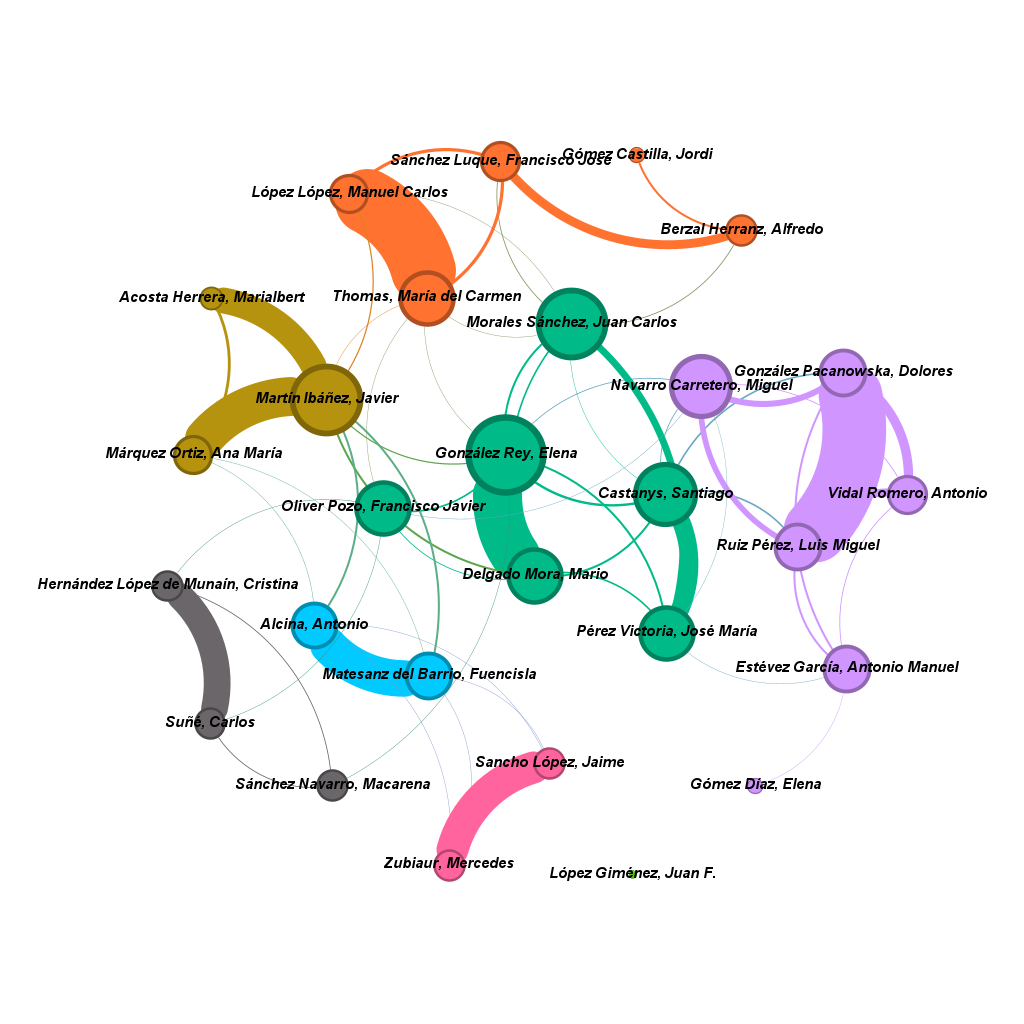 Gómez Castilla, Jordi
Sánchez Luque, Francisco José
López López, Manuel Carlos
Berzal Herranz, Alfredo
Acosta Herrera, Marialbert
Thomas, María del Carmen
Morales Sánchez, Juan Carlos
González Pacanowska, Dolores
Navarro Carretero, Miguel
Martín Ibáñez, Javier
Márquez Ortiz, Ana María
González Rey, Elena
Castanys, Santiago
Vidal Romero, Antonio
Oliver Pozo, Francisco Javier
Ruiz Pérez, Luis Miguel
Delgado Mora, Mario
Hernández López de Munaín, Cristina
Alcina, Antonio
Pérez Victoria, José María
Estévez García, Antonio Manuel
Matesanz del Barrio, Fuencisla
Suñé, Carlos
Sancho López, Jaime
Sánchez Navarro, Macarena
Gómez Díaz, Elena
Zubiaur, Mercedes
López Giménez, Juan F.